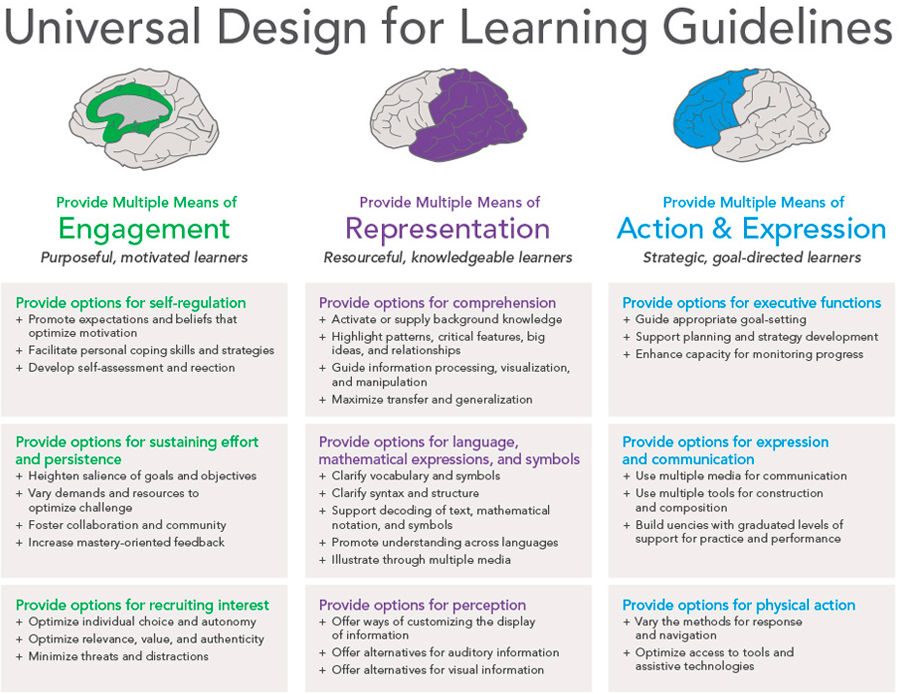 Universal Design for Learning Guidelines
Provide Multiple Means of
Engagement
Purposeful, motivated learners
Provide options for self-regulation
+ Promote expectations and beliefs that
optimize motivation
+ Facilitate personal coping skills and strategies
+ Develop self-assessment and reection
Provide options for sustaining effort
and persistence
+ Heighten salience of goals and objectives
+ Vary demands and resources to
optimize challenge
+ Foster collaboration and community
+ Increase mastery-oriented feedback
Provide options for recruiting interest
+ Optimize individual choice and autonomy
+ Optimize relevance, value, and authenticity
+ Minimize threats and distractions
Provide Multiple Means of
Representation
Resourceful, knowledgeable learners
Provide options for comprehension
+ Activate or supply background knowledge
+ Highlight patterns, critical features, big
ideas, and relationships
+ Guide information processing, visualization,
and manipulation
+ Maximize transfer and generalization
Provide options for language,
mathematical expressions, and symbols
+ Clarify vocabulary and symbols
+ Clarify syntax and structure
+ Support decoding of text, mathematical
notation, and symbols
+ Promote understanding across languages
+ Illustrate through multiple media
Provide options for perception
+ Offer ways of customizing the display
of information
+ Offer alternatives for auditory information
+ Offer alternatives for visual information
Provide Multiple Means of
Action & Expression
Strategic, goal-directed learners
Provide options for executive functions
+ Guide appropriate goal-setting
+ Support planning and strategy development
+ Enhance capacity for monitoring progress
Provide options for expression
and communication
+ Use multiple media for communication
+ Use multiple tools for construction
and composition
+ Build uencies with graduated levels of
support for practice and performance
Provide options for physical action
+ Vary the methods for response
and navigation
+ Optimize access to tools and
assistive technologies